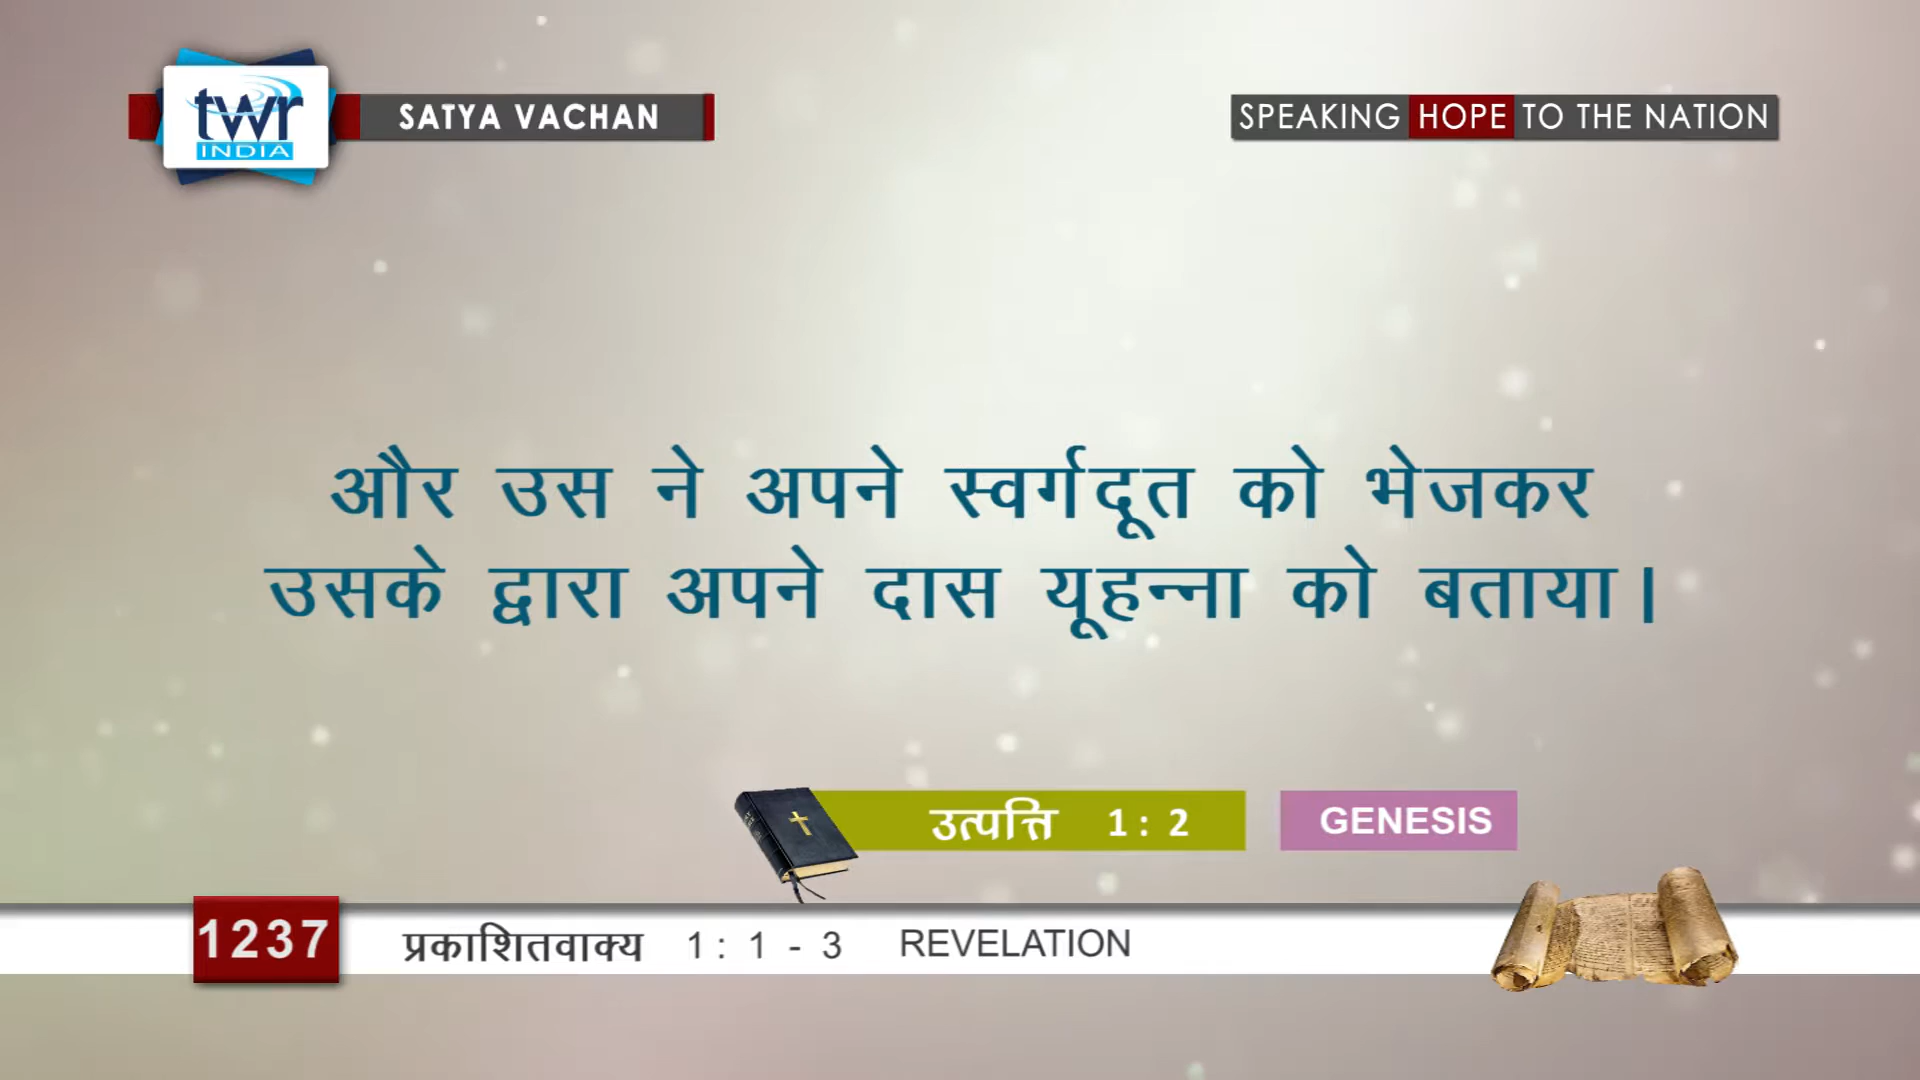 twr
INDIA
SATYA VACHAN
SPEAKING HOPE TO THE NATION
और उस ने अपने स्वर्गदूत को भेजकर
उसके द्वारा अपने दास यूहन्ना को बताया।
उत्पत्ति 1 : 2
GENESIS
1237
प्रकाशितवाक्य 1 : 1 - 3 REVELATION